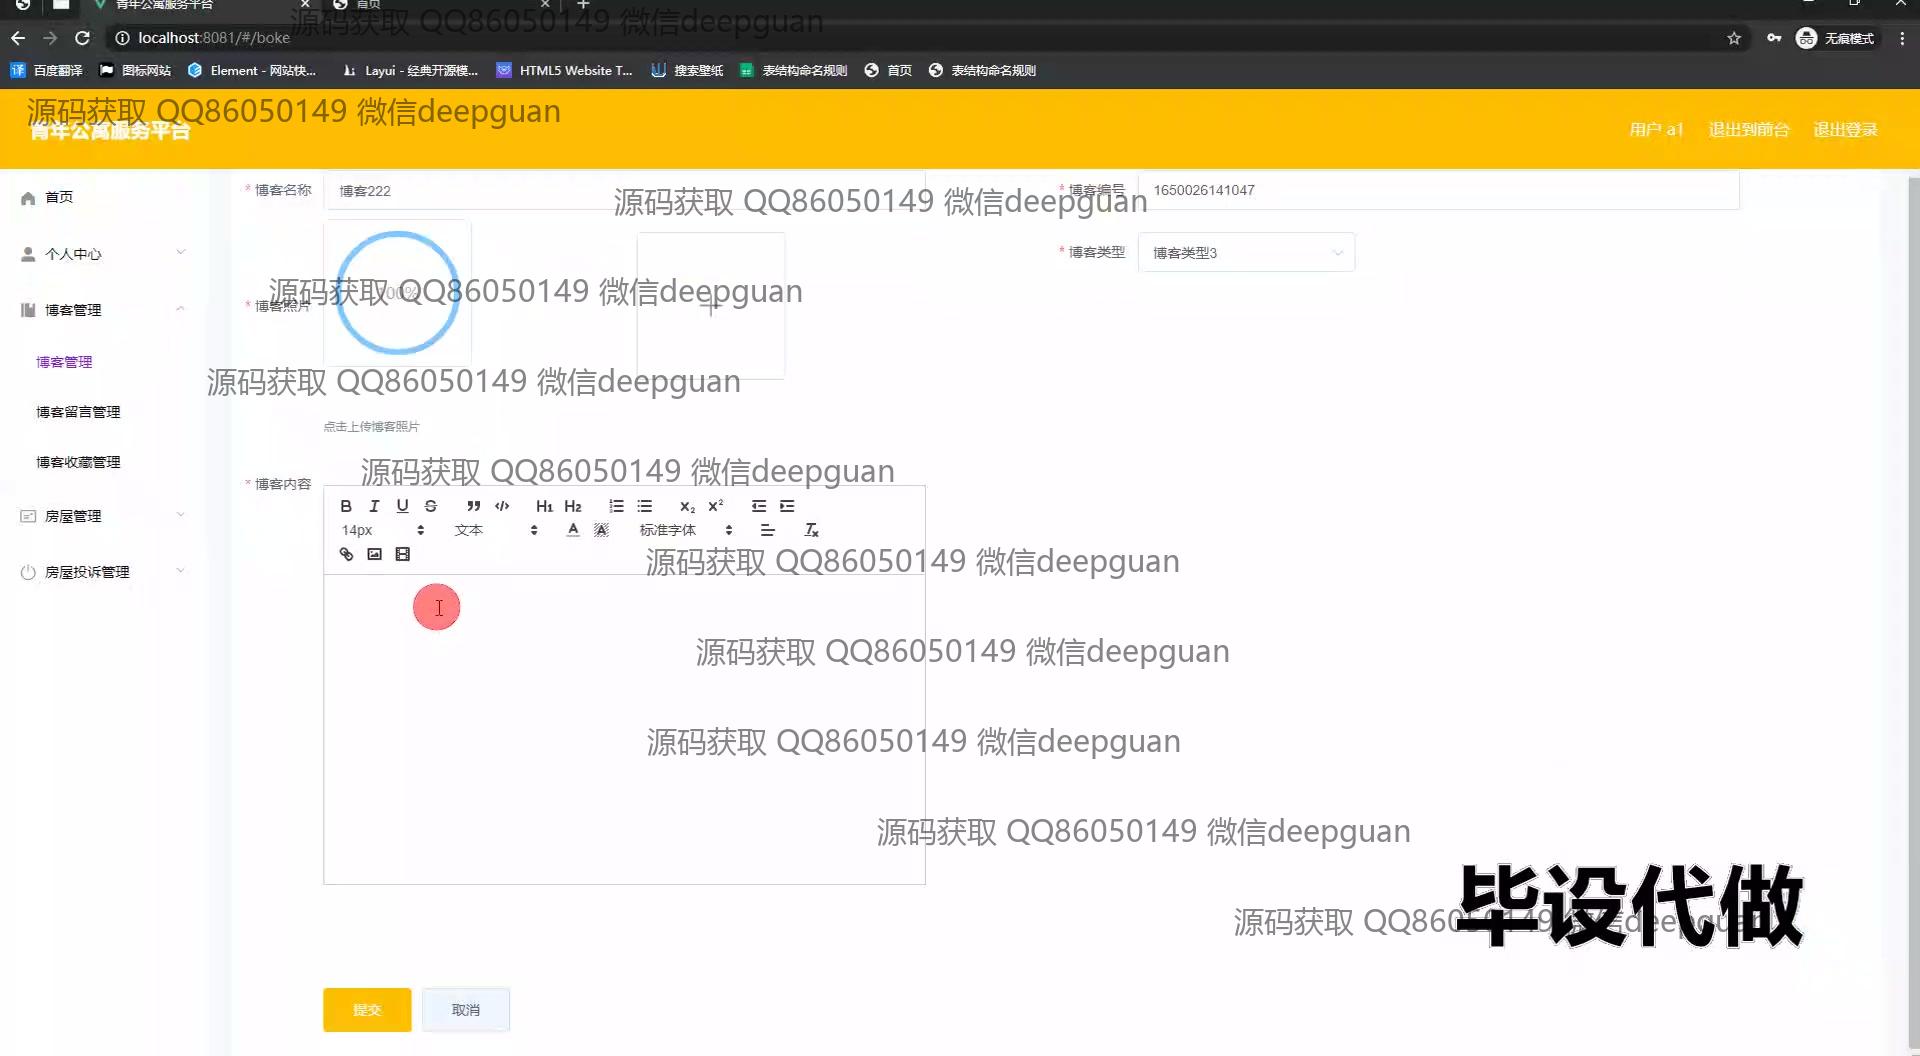 青年公寓服务平台 首页
源码获取 QQ86050149 微信deepguan
localhost:8081/#/boke
无痕模式
百度翻译 图标网站 Element - 网站快... Layui - 经典开源模... HTML5 Website T... 搜索壁纸 表结构命名规则 首页 表结构命名规则
源码获取 QQ86050149 微信deepguan
青年公寓服务平台 用户 a1 退出到前台 退出登录
首页
个人中心
博客管理
博客管理
博客留言管理
博客收藏管理
房屋管理
房屋投诉管理
* 博客名称 博客222 * 博客编号 1650026141047
源码获取 QQ86050149 微信deepguan
* 博客类型 博客类型3
* 博客照片 100%
源码获取 QQ86050149 微信deepguan
源码获取 QQ86050149 微信deepguan
点击上传博客照片
源码获取 QQ86050149 微信deepguan
* 博客内容
B I U S H1 H2 X2 X2
14px 文本 A A 标准字体 Tx
源码获取 QQ86050149 微信deepguan
源码获取 QQ86050149 微信deepguan
源码获取 QQ86050149 微信deepguan
源码获取 QQ86050149 微信deepguan
源码获取 QQ86050149 微信deepguan
毕设代做
提交 取消